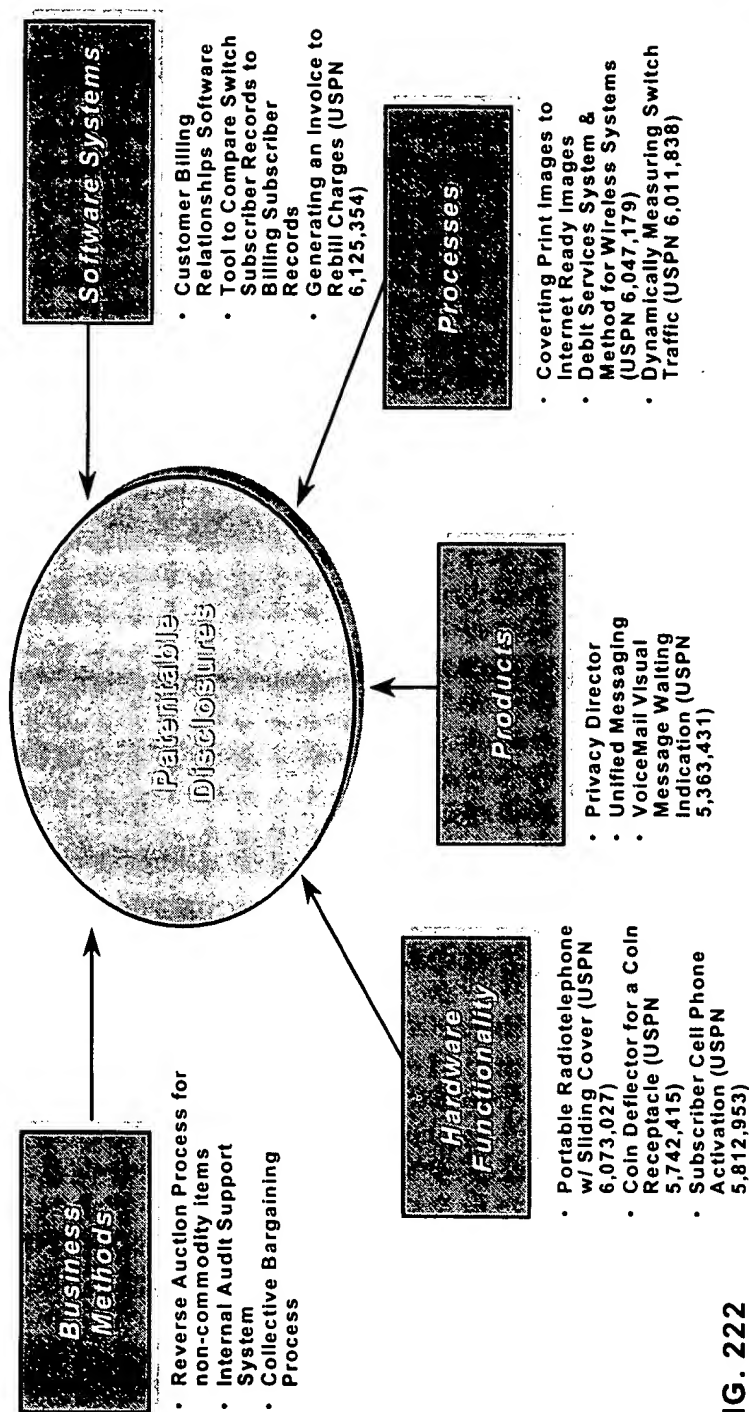 Business
Methods
• Reverse Auction Process for
non-commodity items
• Internal Audit Support
System
• Collective Bargaining
Process
Patentable
Disclosures
Software Systems
• Customer Billing
Relationships Software
• Tool to Compare Switch
Subscriber Records to
Billing Subscriber
Records
• Generating an Invoice to
Rebill Charges (USPN
6,125,354)
Hardware
Functionality
• Portable Radiotelephone
w/ Sliding Cover (USPN
6,073,027)
• Coin Deflector for a Coin
Receptacle (USPN
5,742,415)
• Subscriber Cell Phone
Activation (USPN
5,812,953)
Products
• Privacy Director
• Unified Messaging
• VoiceMail Visual
Message Waiting
Indication (USPN
5,363,431)
Processes
• Coverting Print Images to
Internet Ready Images
• Debit Services System &
Method for Wireless Systems
(USPN 6,047,179)
• Dynamically Measuring Switch
Traffic (USPN 6,011,838)
IG. 222